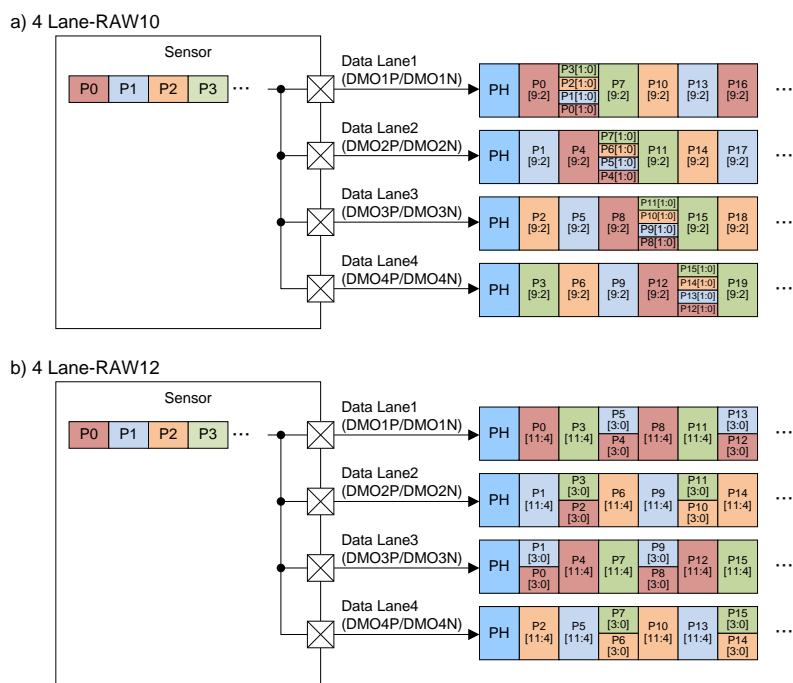 a) 4 Lane-RAW10
Sensor
P0 P1 P2 P3 ...
Data Lane1
(DMO1P/DMO1N)
PH P0 [9:2] P3[1:0] P2[1:0] P1[1:0] P0[1:0] P7 [9:2] P10 [9:2] P13 [9:2] P16 [9:2] ...
Data Lane2
(DMO2P/DMO2N)
PH P1 [9:2] P4 [9:2] P7[1:0] P6[1:0] P5[1:0] P4[1:0] P11 [9:2] P14 [9:2] P17 [9:2] ...
Data Lane3
(DMO3P/DMO3N)
PH P2 [9:2] P5 [9:2] P8 [9:2] P11[1:0] P10[1:0] P9[1:0] P8[1:0] P15 [9:2] P18 [9:2] ...
Data Lane4
(DMO4P/DMO4N)
PH P3 [9:2] P6 [9:2] P9 [9:2] P12 [9:2] P15[1:0] P14[1:0] P13[1:0] P12[1:0] P19 [9:2] ...
b) 4 Lane-RAW12
Sensor
P0 P1 P2 P3 ...
Data Lane1
(DMO1P/DMO1N)
PH P0 [11:4] P3 [11:4] P5 [3:0] P4 [3:0] P8 [11:4] P11 [11:4] P13 [3:0] P12 [3:0] ...
Data Lane2
(DMO2P/DMO2N)
PH P1 [11:4] P3 [3:0] P2 [3:0] P6 [11:4] P9 [11:4] P11 [3:0] P10 [3:0] P14 [11:4] ...
Data Lane3
(DMO3P/DMO3N)
PH P1 [3:0] P0 [3:0] P4 [11:4] P7 [11:4] P9 [3:0] P8 [3:0] P12 [11:4] P15 [11:4] ...
Data Lane4
(DMO4P/DMO4N)
PH P2 [11:4] P5 [11:4] P7 [3:0] P6 [3:0] P10 [11:4] P13 [11:4] P15 [3:0] P14 [3:0] ...